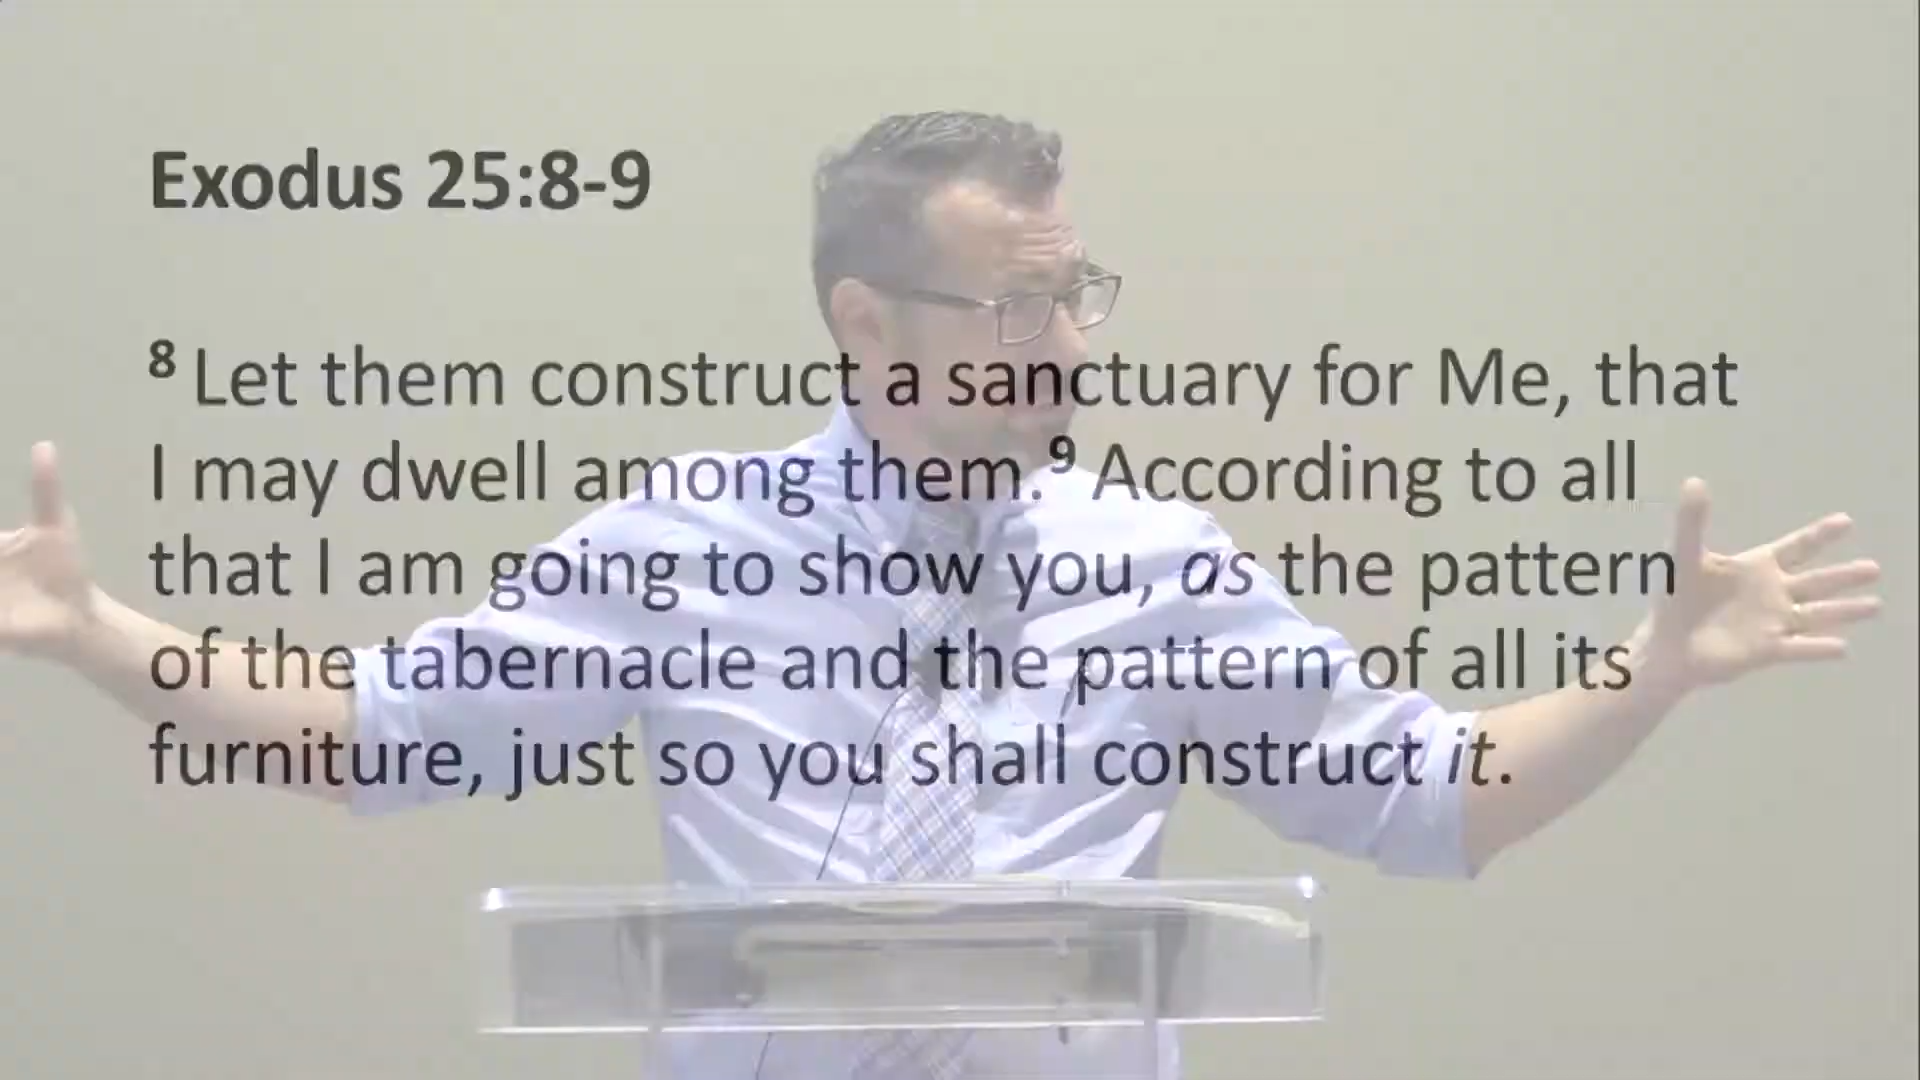 Exodus 25:8-9
8 Let them construct a sanctuary for Me, that
I may dwell among them.9 According to all
that I am going to show you, as the pattern
of the tabernacle and the pattern of all its
furniture, just so you shall construct it.